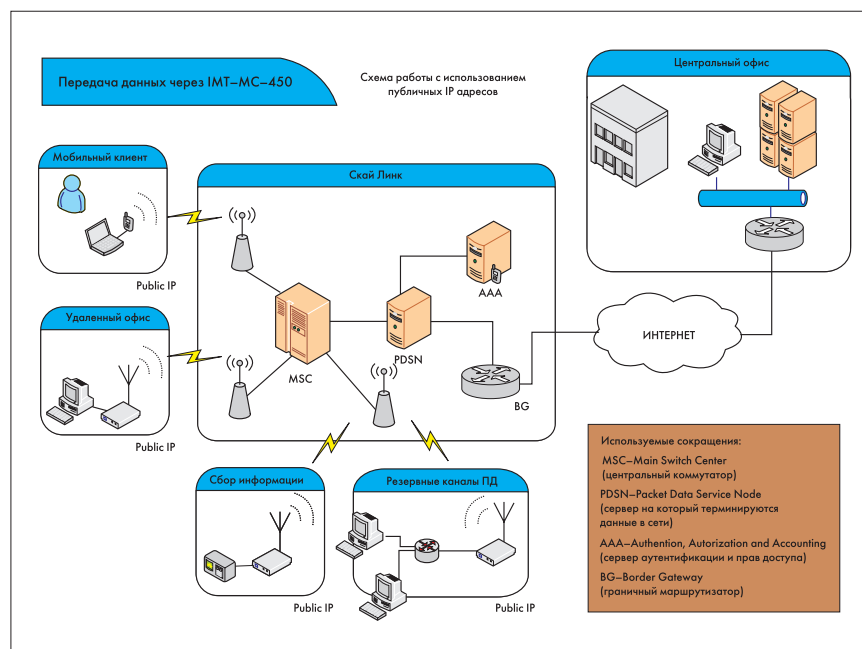 Передача данных через IMT–MC–450
Схема работы с использованием
публичных IP адресов
Центральный офис
Мобильный клиент
Public IP
Скай Линк
AAA
PDSN
MSC
BG
ИНТЕРНЕТ
Удаленный офис
Public IP
Сбор информации
Public IP
Резервные каналы ПД
Public IP
Используемые сокращения:
MSC–Main Switch Center
(центральный коммутатор)
PDSN–Packet Data Service Node
(сервер на который терминируются
данные в сети)
AAA–Authention, Autorization and Accounting
(сервер аутентификации и прав доступа)
BG–Border Gateway
(граничный маршрутизатор)